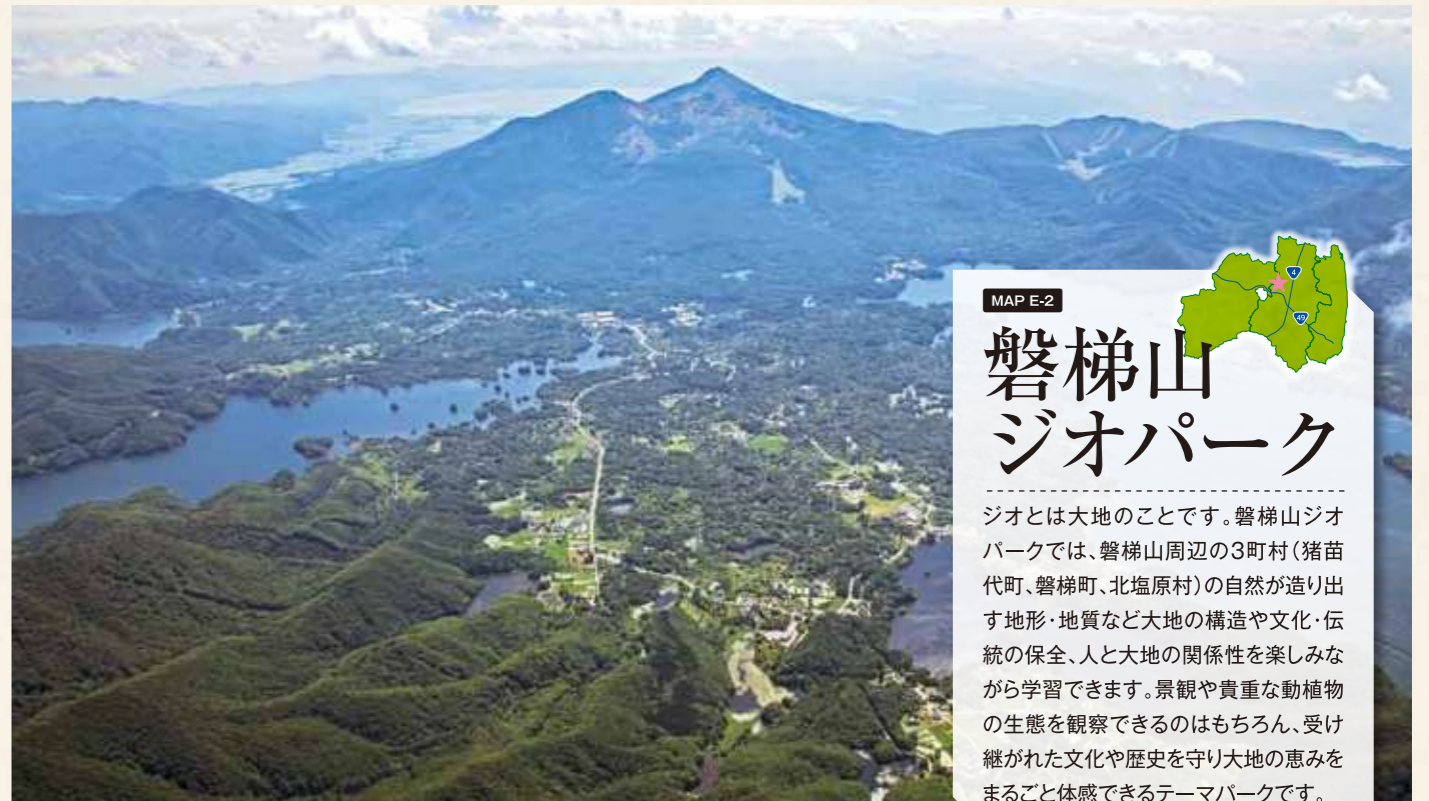 MAP E-2
4
49
磐梯山
ジオパーク
ジオとは大地のことです。磐梯山ジオ
パークでは、磐梯山周辺の3町村(猪苗
代町、磐梯町、北塩原村)の自然が造り出
す地形・地質など大地の構造や文化・伝
統の保全、人と大地の関係性を楽しみな
がら学習できます。景観や貴重な動植物
の生態を観察できるのはもちろん、受け
継がれた文化や歴史を守り大地の恵みを
まるごと体感できるテーマパークです。